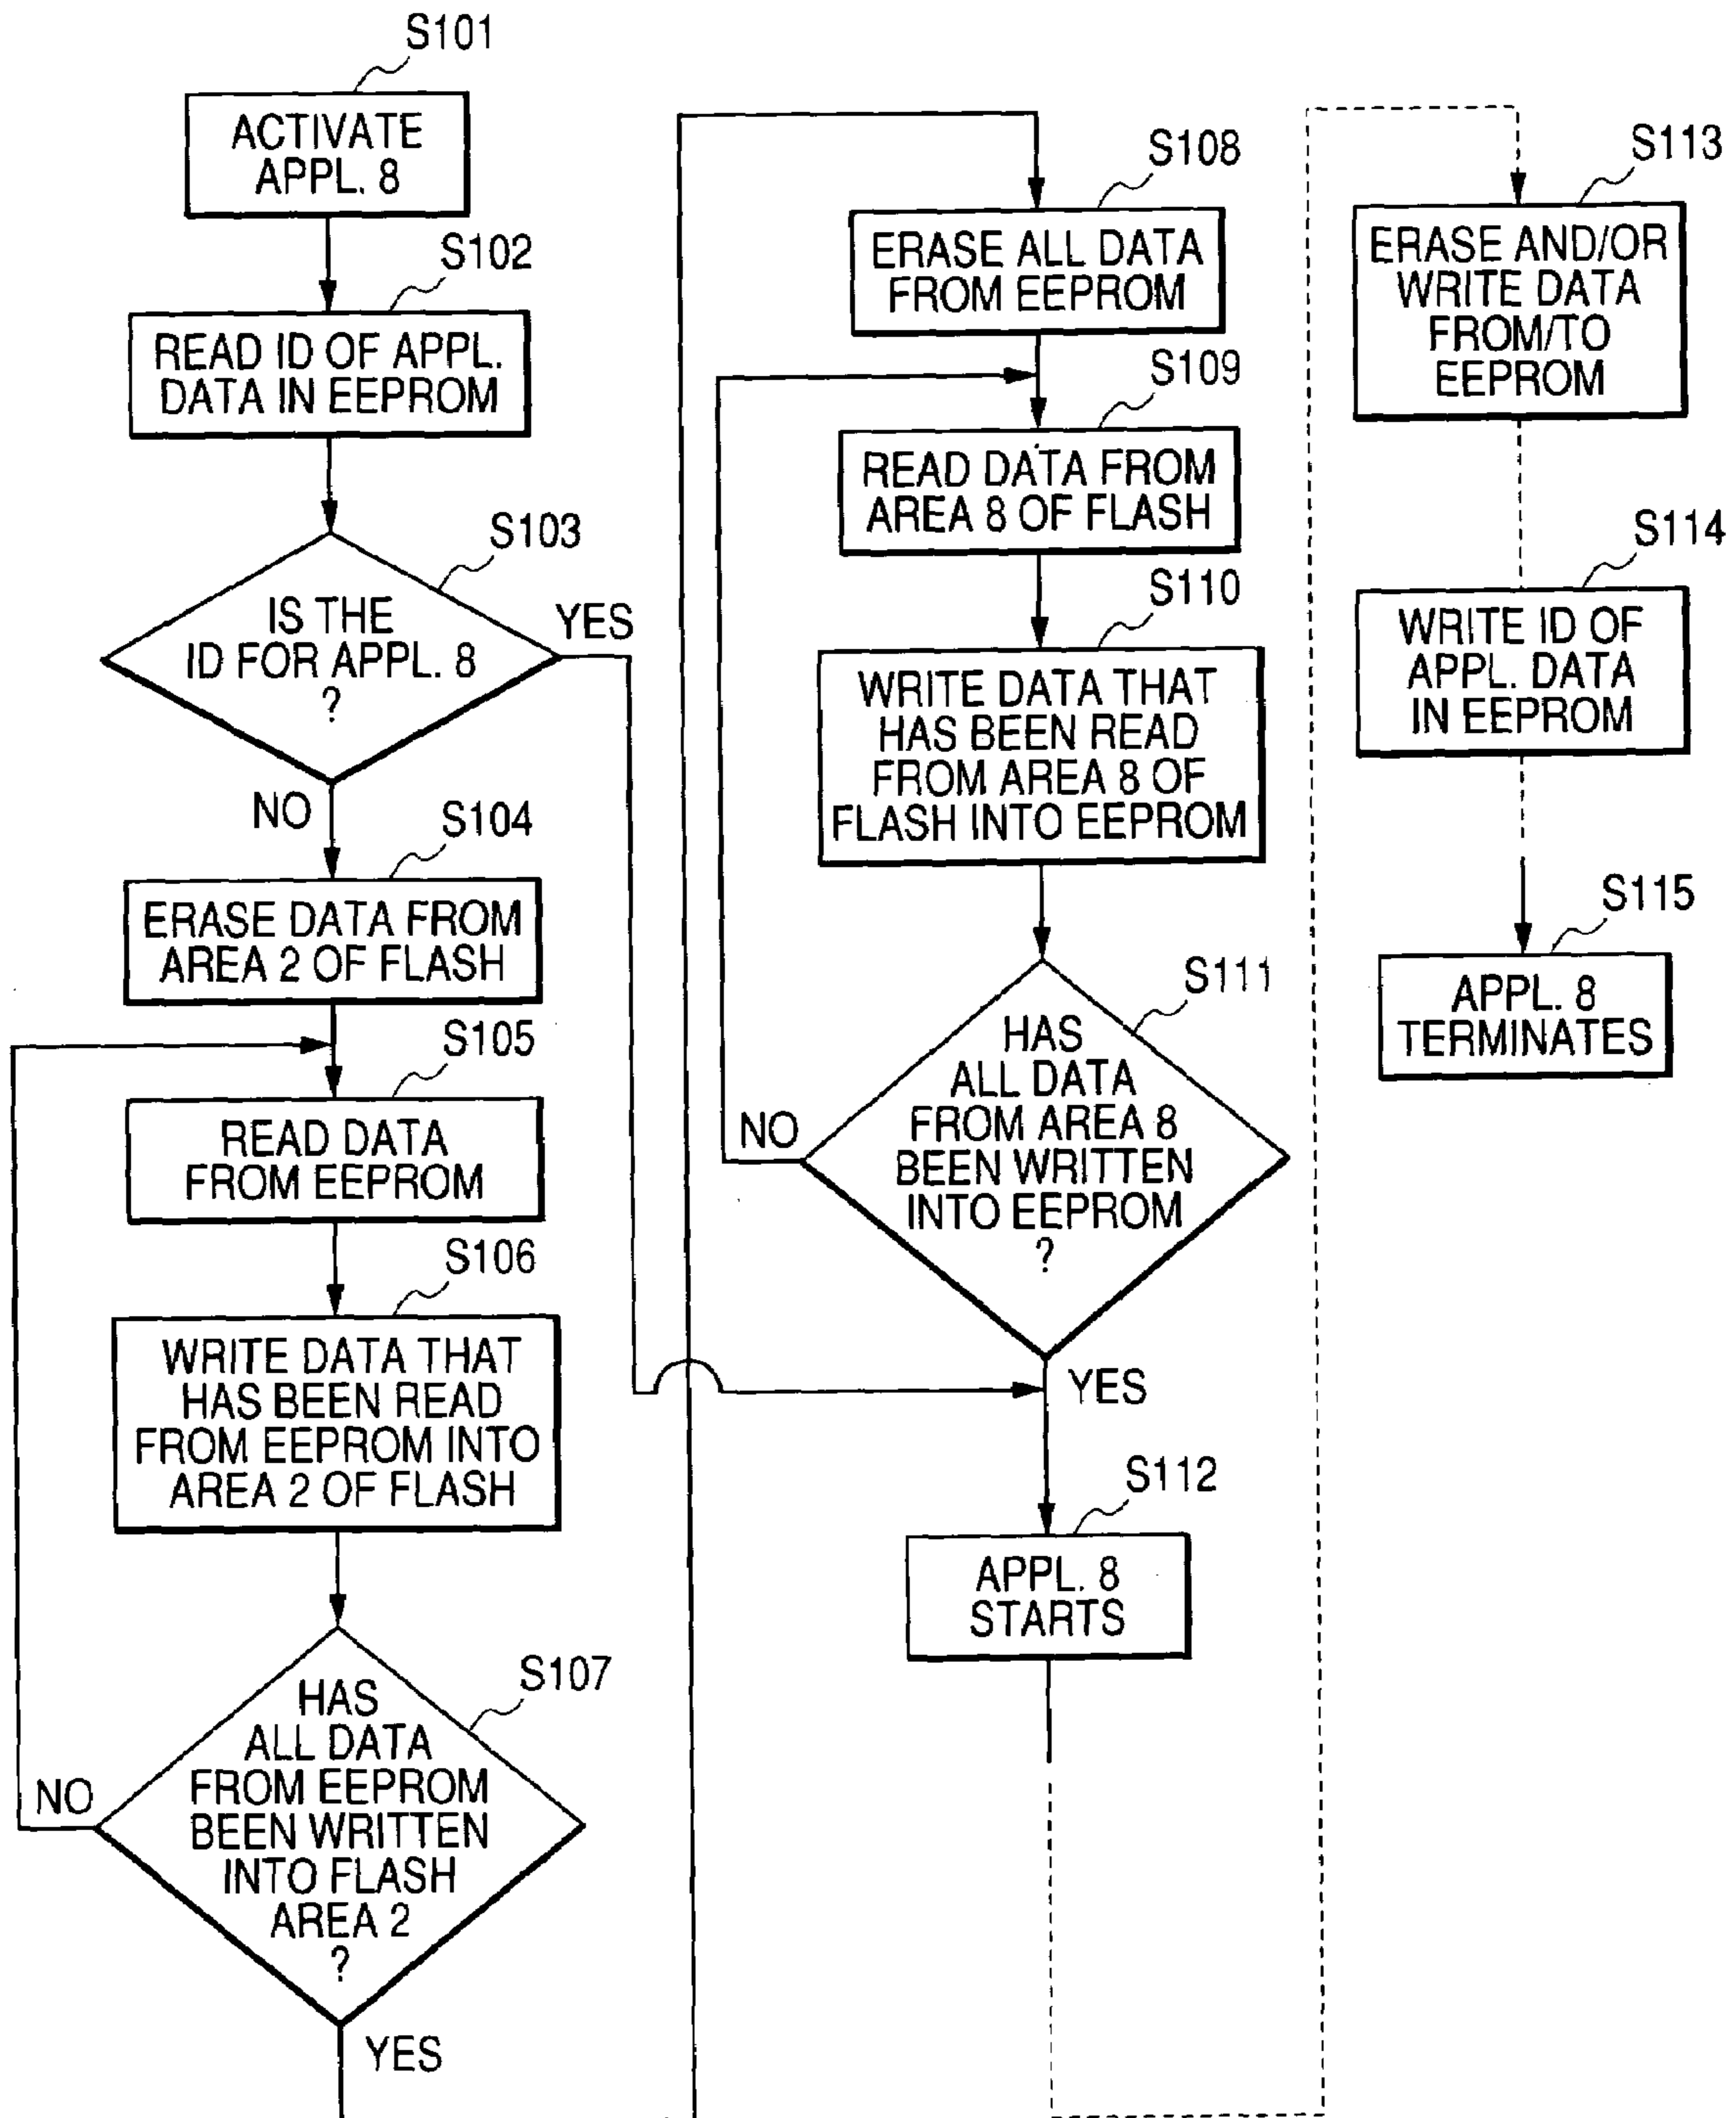 S101
ACTIVATE
APPL. 8
S102
READ ID OF APPL.
DATA IN EEPROM
S103
IS THE
ID FOR APPL. 8
?
YES
NO
S104
ERASE DATA FROM
AREA 2 OF FLASH
S105
READ DATA
FROM EEPROM
S106
WRITE DATA THAT
HAS BEEN READ
FROM EEPROM INTO
AREA 2 OF FLASH
S107
HAS
ALL DATA
FROM EEPROM
BEEN WRITTEN
INTO FLASH
AREA 2
?
NO
YES
S108
ERASE ALL DATA
FROM EEPROM
S109
READ DATA FROM
AREA 8 OF FLASH
S110
WRITE DATA THAT
HAS BEEN READ
FROM AREA 8 OF
FLASH INTO EEPROM
S111
HAS
ALL DATA
FROM AREA 8
BEEN WRITTEN
INTO EEPROM
?
NO
YES
S112
APPL. 8
STARTS
S113
ERASE AND/OR
WRITE DATA
FROM/TO
EEPROM
S114
WRITE ID OF
APPL. DATA
IN EEPROM
S115
APPL. 8
TERMINATES